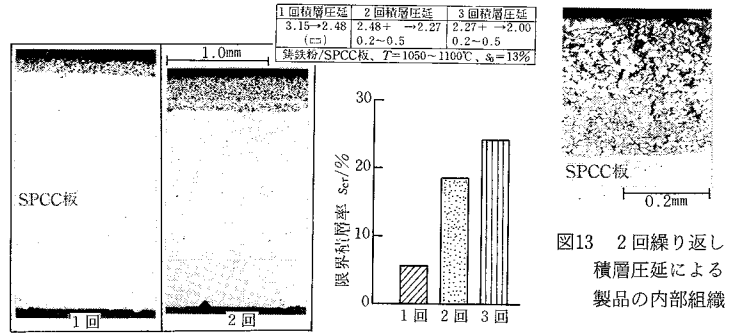 1回積層圧延 2回積層圧延 3回積層圧延
3.15→2.48 2.48+ →2.27 2.27+ →2.00
(㎜) 0.2~0.5 0.2~0.5
鋳鉄粉/SPCC板、T=1050~1100℃、s₀=13%
1.0mm
SPCC板
1回
2回
限界積層率 scr/%
30
20
10
0
1回 2回 3回
SPCC板
0.2mm
図13 2回繰り返し
積層圧延による
製品の内部組織